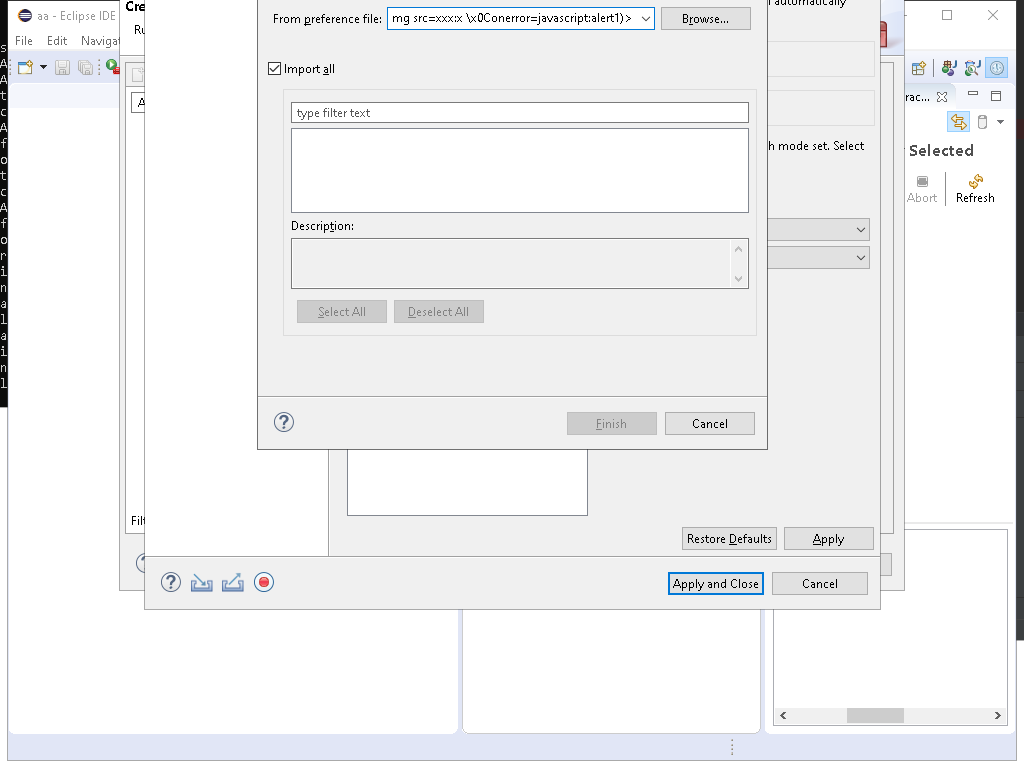 aa - Eclipse IDE
File Edit Navigat
Cre
Ru
From preference file: mg src=xxx:x \x0Conerror=javascript:alert1)> Browse...
automatically
Import all
type filter text
h mode set. Select
Description:
Select All Deselect All
Finish Cancel
rac...
Selected
Abort Refresh
A
Filt
Restore Defaults Apply
Apply and Close Cancel
s
A
A
t
c
A
f
o
t
c
A
f
o
r
i
n
a
l
a
i
n
l